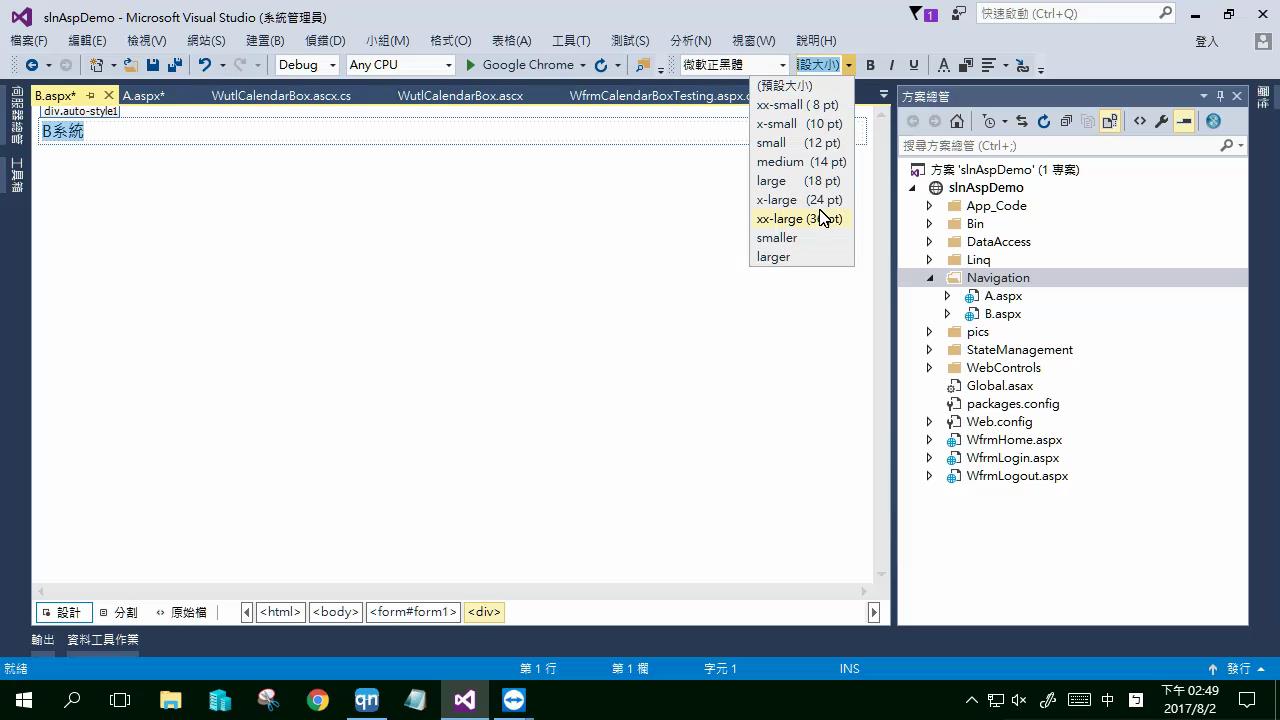 slnAspDemo - Microsoft Visual Studio (系統管理員)
1
快速啟動 (Ctrl+Q)
檔案(F) 編輯(E) 檢視(V) 網站(S) 建置(B) 偵錯(D) 小組(M) 格式(O) 表格(A) 工具(T) 測試(S) 分析(N) 視窗(W) 說明(H)
登入
Debug Any CPU Google Chrome 微軟正黑體 設大小) B I U
B.aspx* A.aspx* WutlCalendarBox.ascx.cs WutlCalendarBox.ascx WfrmCalendarBoxTesting.aspx.c
div.auto-style1
B系統
(預設大小)
xx-small ( 8 pt)
x-small (10 pt)
small (12 pt)
medium (14 pt)
large (18 pt)
x-large (24 pt)
xx-large (36 pt)
smaller
larger
伺服器總管
工具箱
方案總管
搜尋方案總管 (Ctrl+;)
方案 'slnAspDemo' (1 專案)
slnAspDemo
App_Code
Bin
DataAccess
Linq
Navigation
A.aspx
B.aspx
pics
StateManagement
WebControls
Global.asax
packages.config
Web.config
WfrmHome.aspx
WfrmLogin.aspx
WfrmLogout.aspx
設計 分割 原始檔 <html> <body> <form#form1> <div>
輸出 資料工具作業
就緒 第 1 行 第 1 欄 字元 1 INS 發行
qn 中 下午 02:49
2017/8/2